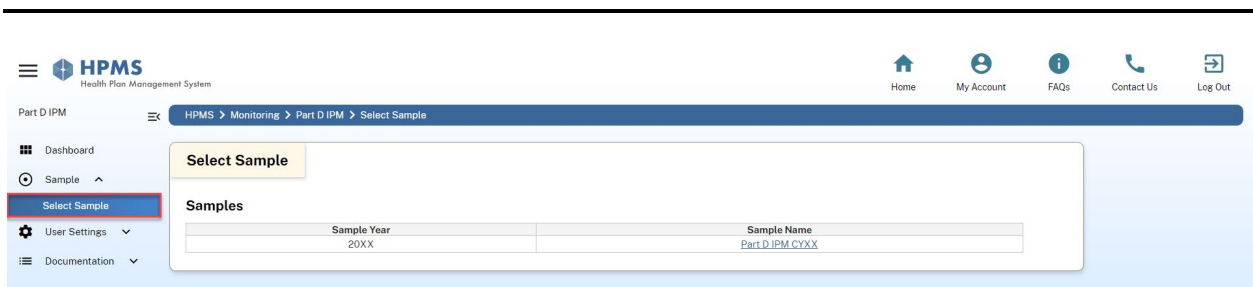 HPMS
Health Plan Management System
Home
My Account
FAQs
Contact Us
Log Out
Part D IPM
HPMS > Monitoring > Part D IPM > Select Sample
Dashboard
Sample
Select Sample
User Settings
Documentation
Select Sample
Samples
Sample Year Sample Name
20XX Part D IPM CYXX